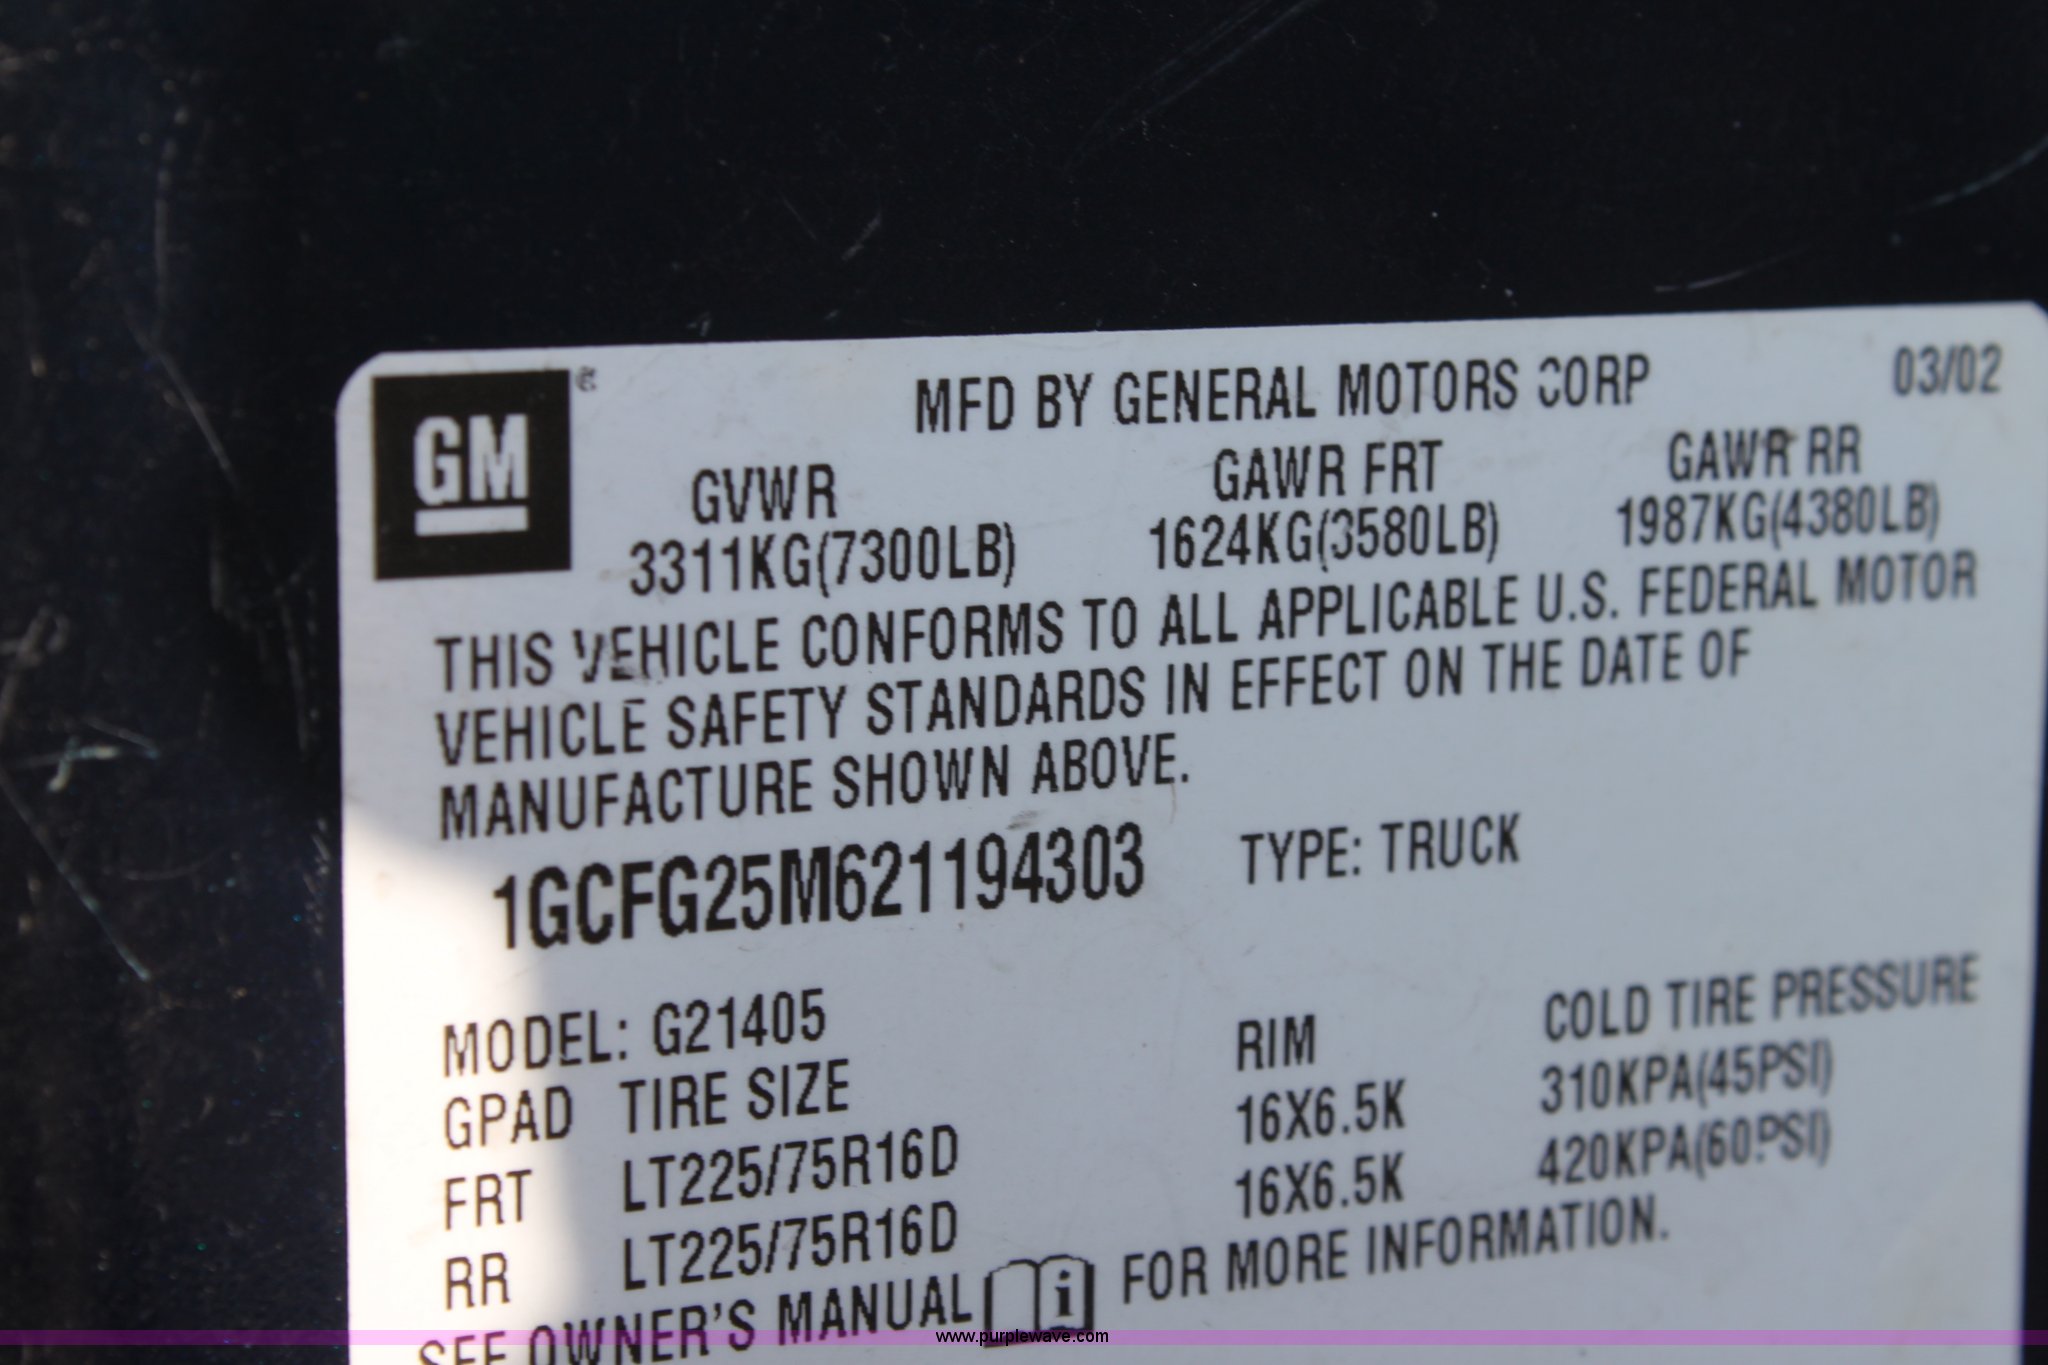 GM
MFD BY GENERAL MOTORS CORP 03/02
GVWR GAWR FRT GAWR RR
3311KG(7300LB) 1624KG(3580LB) 1987KG(4380LB)
THIS VEHICLE CONFORMS TO ALL APPLICABLE U.S. FEDERAL MOTOR
VEHICLE SAFETY STANDARDS IN EFFECT ON THE DATE OF
MANUFACTURE SHOWN ABOVE.
1GCFG25M621194303 TYPE: TRUCK
MODEL: G21405
GPAD TIRE SIZE RIM COLD TIRE PRESSURE
FRT LT225/75R16D 16X6.5K 310KPA(45PSI)
RR LT225/75R16D 16X6.5K 420KPA(60PSI)
SEE OWNER'S MANUAL FOR MORE INFORMATION.
www.purplewave.com